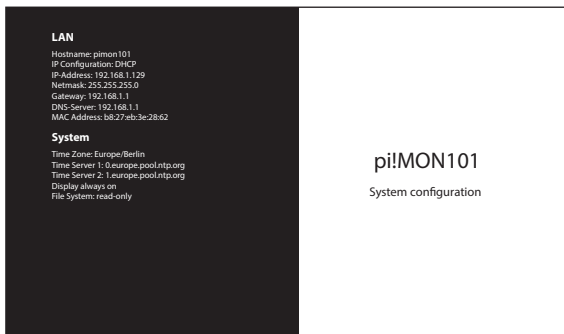 LAN
Hostname: pimon101
IP Configuration: DHCP
IP-Address: 192.168.1.129
Netmask: 255.255.255.0
Gateway: 192.168.1.1
DNS-Server: 192.168.1.1
MAC Address: b8:27:eb:3e:28:62
System
Time Zone: Europe/Berlin
Time Server 1: 0.europe.pool.ntp.org
Time Server 2: 1.europe.pool.ntp.org
Display always on
File System: read-only
pi!MON101
System configuration